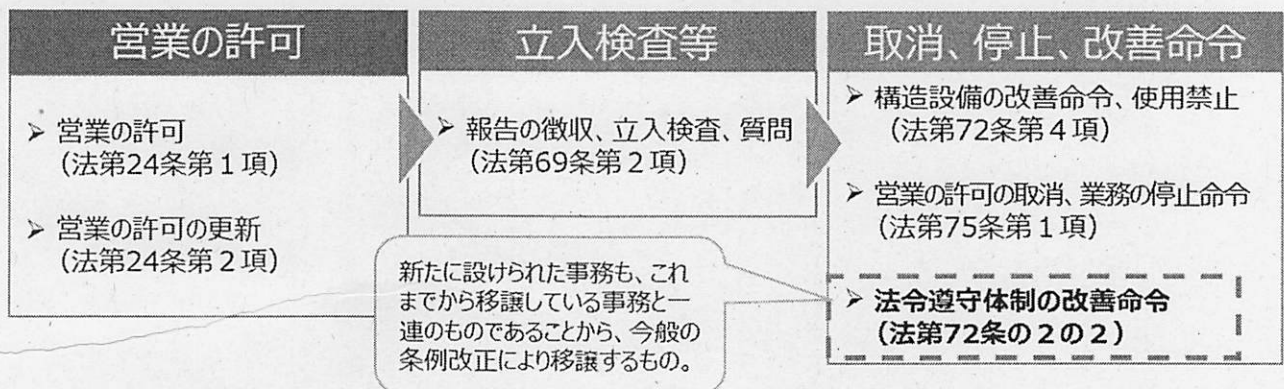 営業の許可
➢ 営業の許可
(法第24条第1項)
➢ 営業の許可の更新
(法第24条第2項)
立入検査等
➢ 報告の徴収、立入検査、質問
(法第69条第2項)
新たに設けられた事務も、これ
までから移譲している事務と一
連のものであることから、今般の
条例改正により移譲するもの。
取消、停止、改善命令
➢ 構造設備の改善命令、使用禁止
(法第72条第4項)
➢ 営業の許可の取消、業務の停止命令
(法第75条第1項)
➢ 法令遵守体制の改善命令
(法第72条の2の2)